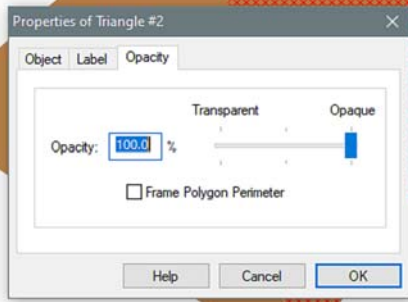 Properties of Triangle #2
Object Label Opacity
Transparent Opaque
Opacity: 100.0 %
Frame Polygon Perimeter
Help Cancel OK